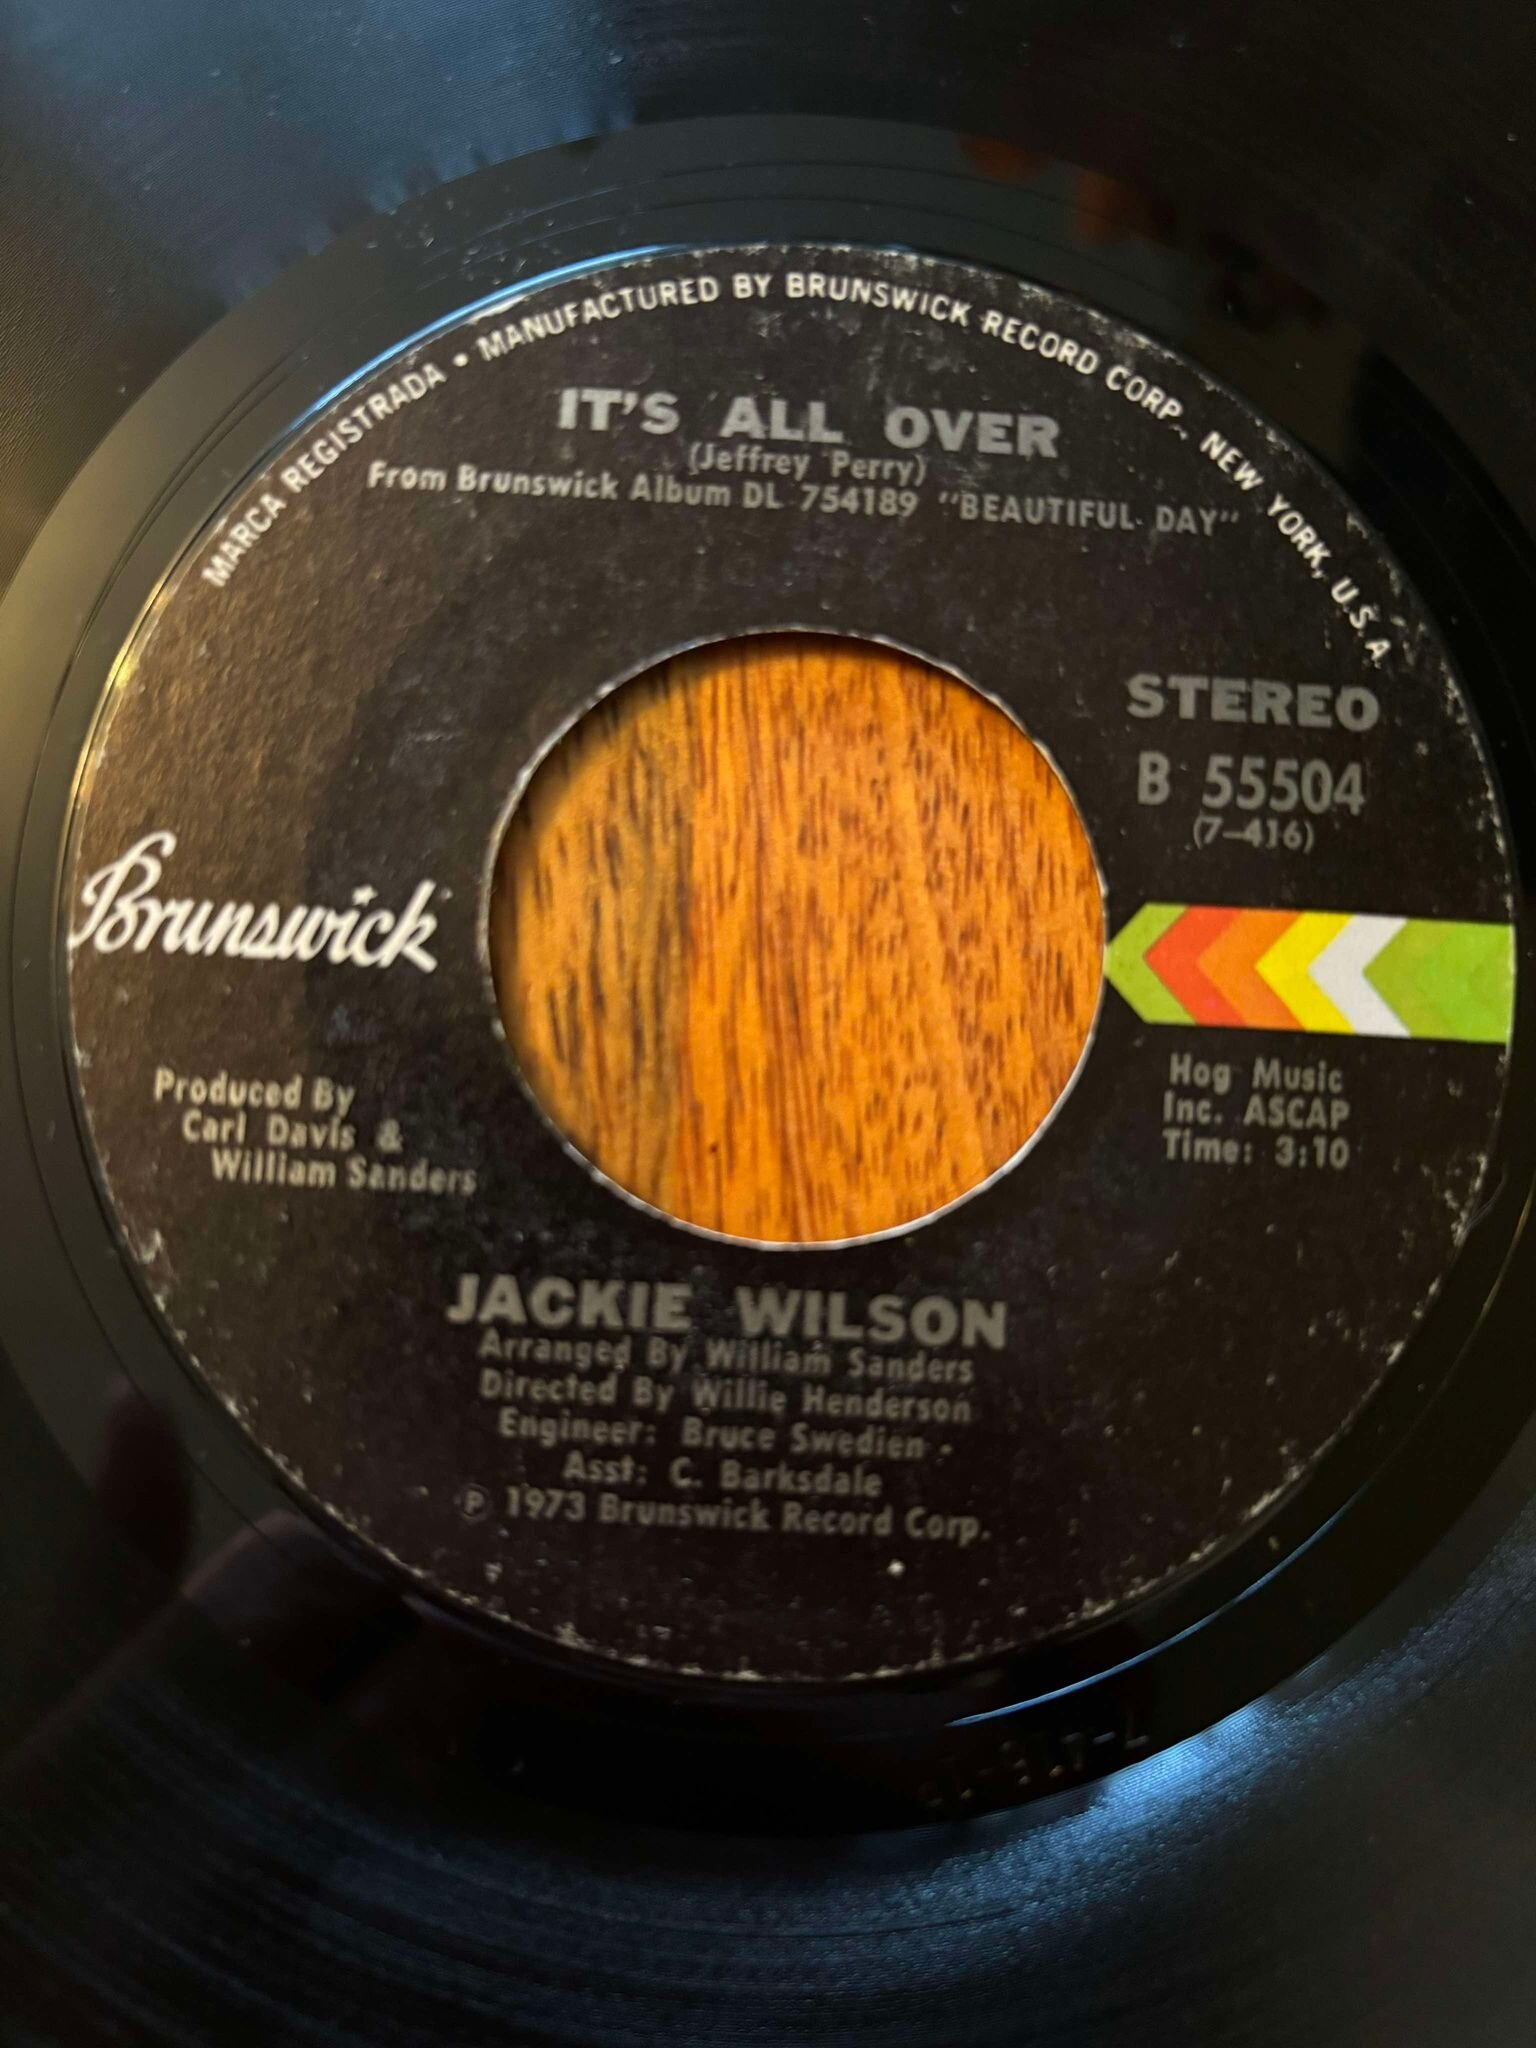 MARCA REGISTRADA • MANUFACTURED BY BRUNSWICK RECORD CORP., NEW YORK, U.S.A.
IT'S ALL OVER
(Jeffrey Perry)
From Brunswick Album DL 754189 "BEAUTIFUL DAY"
STEREO
B 55504
(7-416)
Brunswick
Hog Music
Inc. ASCAP
Time: 3:10
Produced By
Carl Davis &
William Sanders
JACKIE WILSON
Arranged By William Sanders
Directed By Willie Henderson
Engineer: Bruce Swedien -
Asst: C. Barksdale
℗ 1973 Brunswick Record Corp.